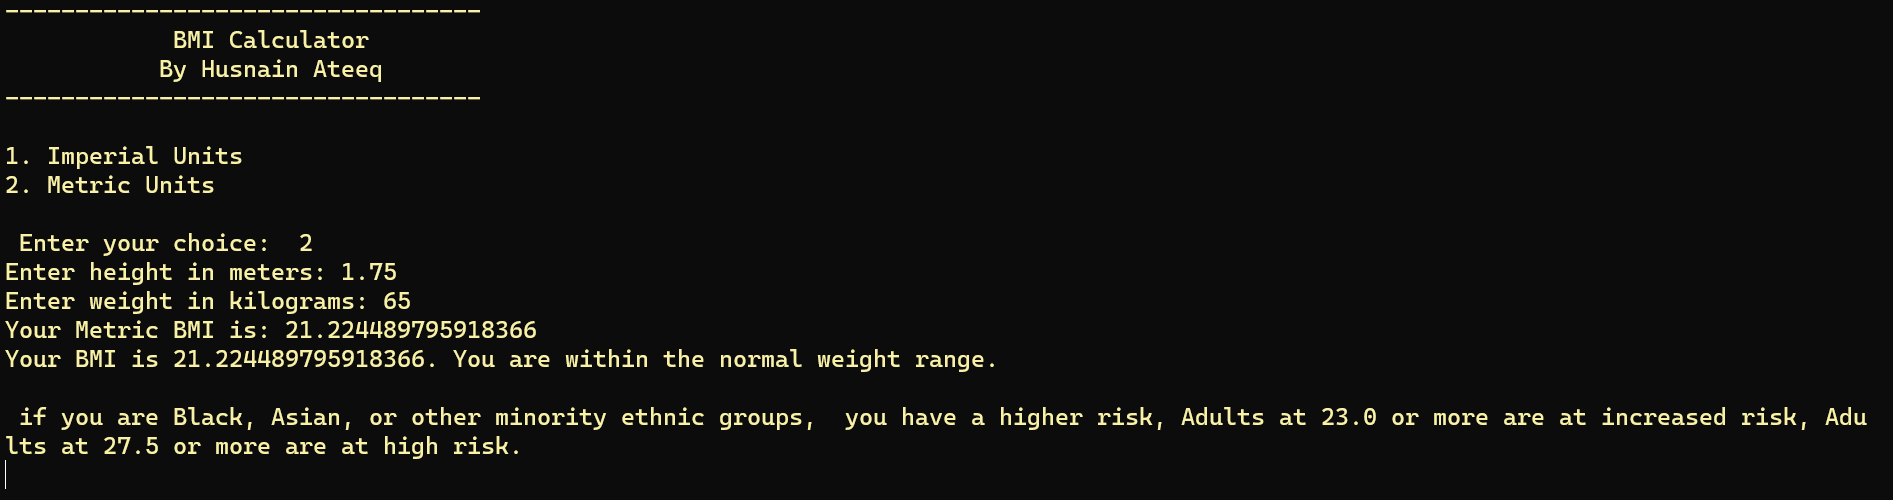 ----------------------------------
BMI Calculator
By Husnain Ateeq
----------------------------------
1. Imperial Units
2. Metric Units
Enter your choice:  2
Enter height in meters: 1.75
Enter weight in kilograms: 65
Your Metric BMI is: 21.224489795918366
Your BMI is 21.224489795918366. You are within the normal weight range.
if you are Black, Asian, or other minority ethnic groups,  you have a higher risk, Adults at 23.0 or more are at increased risk, Adu
lts at 27.5 or more are at high risk.